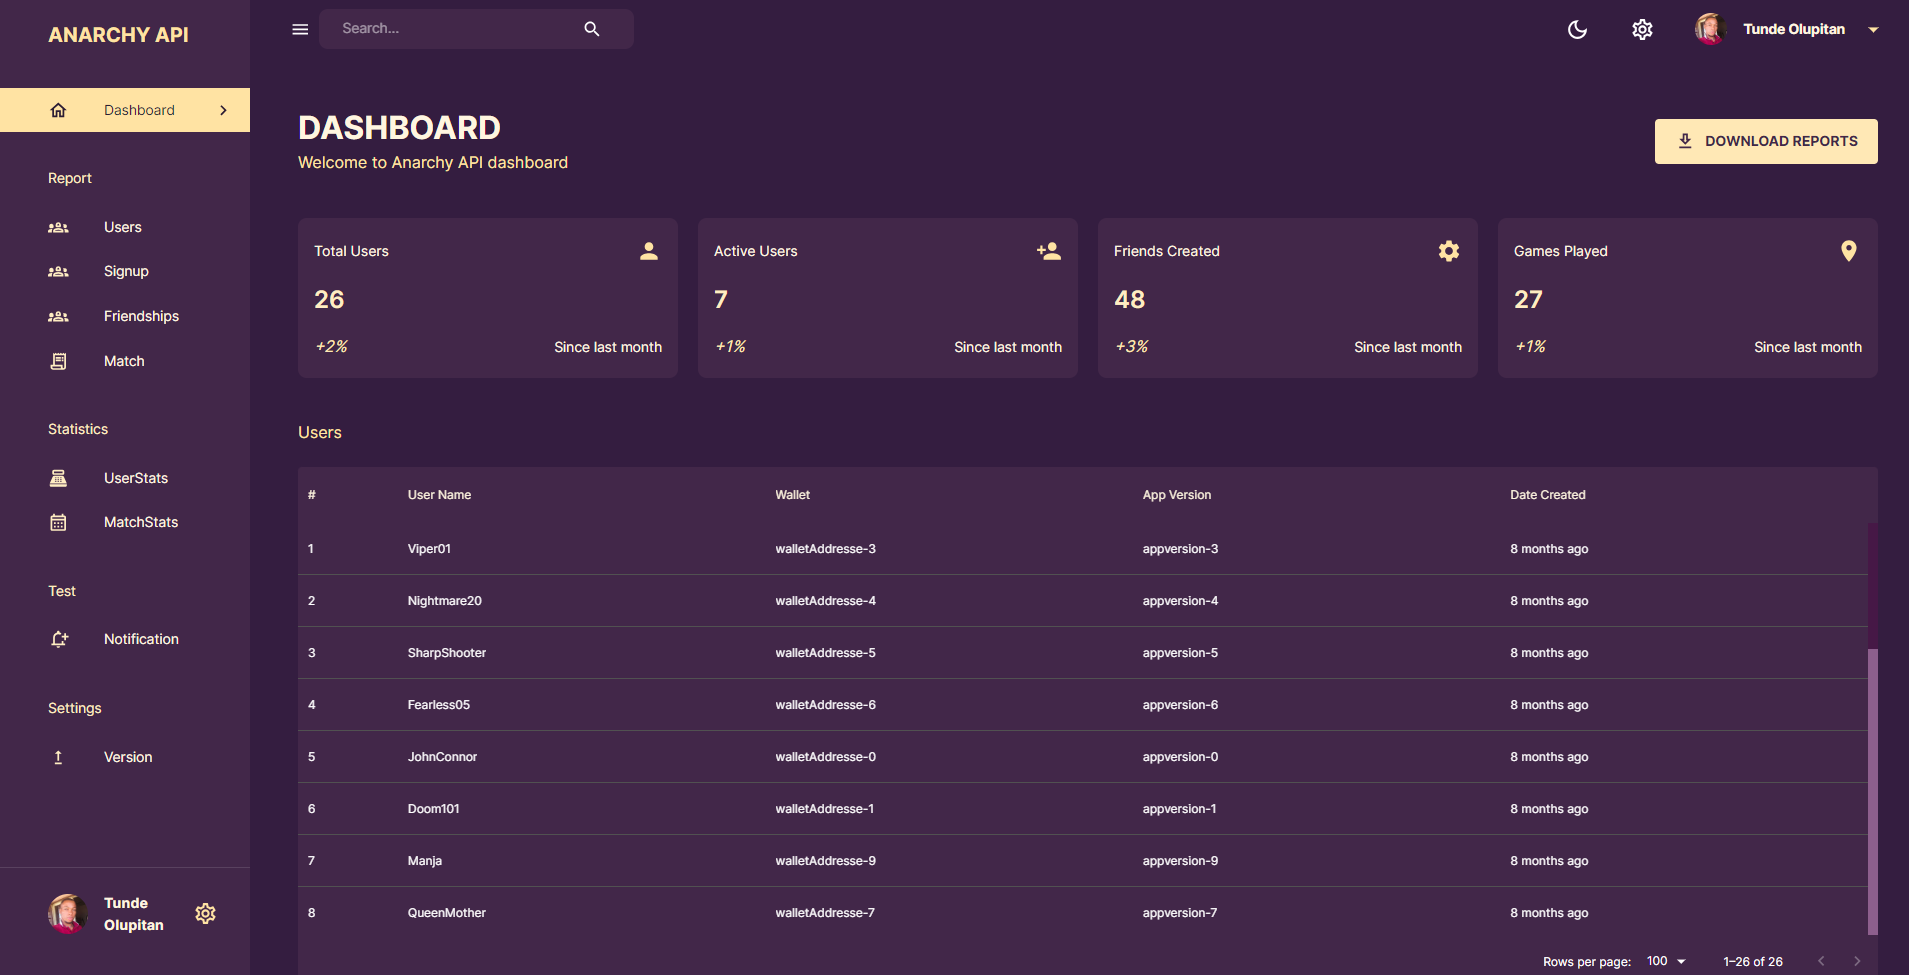 ANARCHY API
Search...
Tunde Olupitan
Dashboard
Report
Users
Signup
Friendships
Match
Statistics
UserStats
MatchStats
Test
Notification
Settings
Version
Tunde
Olupitan
DASHBOARD
Welcome to Anarchy API dashboard
DOWNLOAD REPORTS
Total Users
26
+2% Since last month
Active Users
7
+1% Since last month
Friends Created
48
+3% Since last month
Games Played
27
+1% Since last month
Users
# User Name Wallet App Version Date Created
1 Viper01 walletAddresse-3 appversion-3 8 months ago
2 Nightmare20 walletAddresse-4 appversion-4 8 months ago
3 SharpShooter walletAddresse-5 appversion-5 8 months ago
4 Fearless05 walletAddresse-6 appversion-6 8 months ago
5 JohnConnor walletAddresse-0 appversion-0 8 months ago
6 Doom101 walletAddresse-1 appversion-1 8 months ago
7 Manja walletAddresse-9 appversion-9 8 months ago
8 QueenMother walletAddresse-7 appversion-7 8 months ago
Rows per page: 100 1–26 of 26